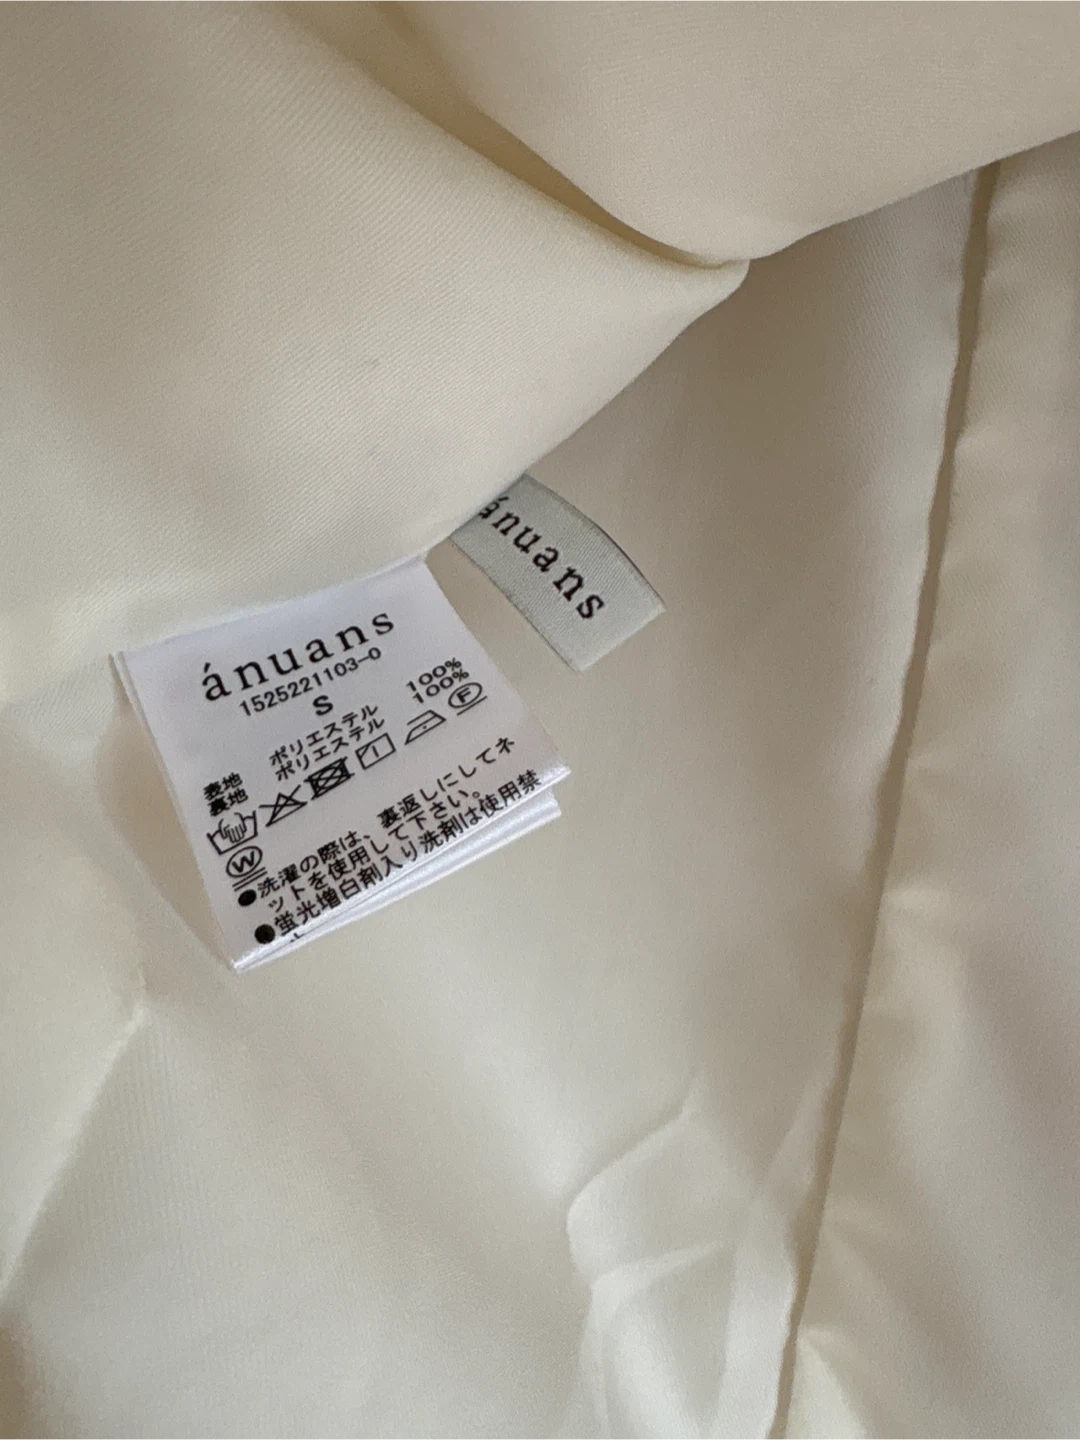 ánuans
ánuans
1525221103-0
S
表地 ポリエステル 100%
裏地 ポリエステル 100%
F
W
●洗濯の際は、裏返しにしてネ
ットを使用して下さい。
●蛍光増白剤入り洗剤は使用禁